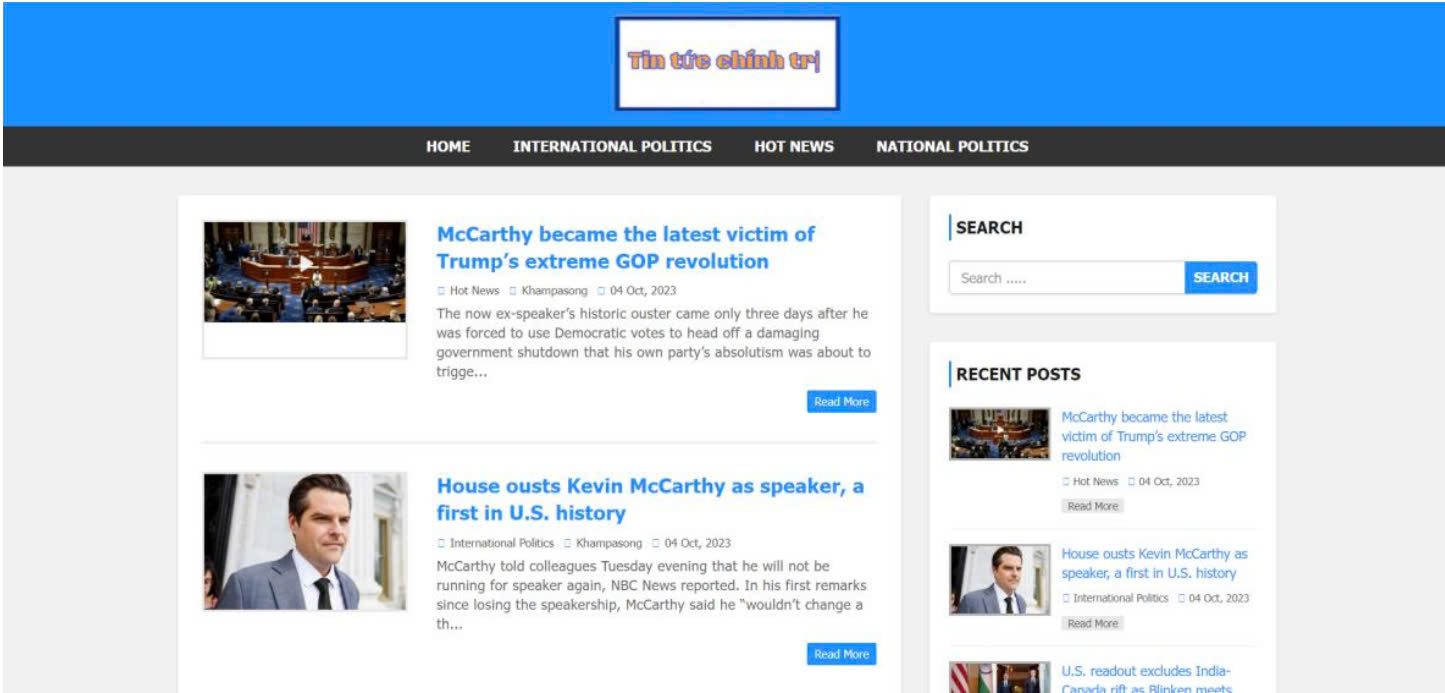 Tin tức chính trị
HOME INTERNATIONAL POLITICS HOT NEWS NATIONAL POLITICS
McCarthy became the latest victim of
Trump’s extreme GOP revolution
Hot News Khampasong 04 Oct, 2023
The now ex-speaker’s historic ouster came only three days after he
was forced to use Democratic votes to head off a damaging
government shutdown that his own party’s absolutism was about to
trigge...
Read More
House ousts Kevin McCarthy as speaker, a
first in U.S. history
International Politics Khampasong 04 Oct, 2023
McCarthy told colleagues Tuesday evening that he will not be
running for speaker again, NBC News reported. In his first remarks
since losing the speakership, McCarthy said he “wouldn’t change a
th...
Read More
SEARCH
Search ..... SEARCH
RECENT POSTS
McCarthy became the latest
victim of Trump’s extreme GOP
revolution
Hot News 04 Oct, 2023
Read More
House ousts Kevin McCarthy as
speaker, a first in U.S. history
International Politics 04 Oct, 2023
Read More
U.S. readout excludes India-
Canada rift as Blinken meets